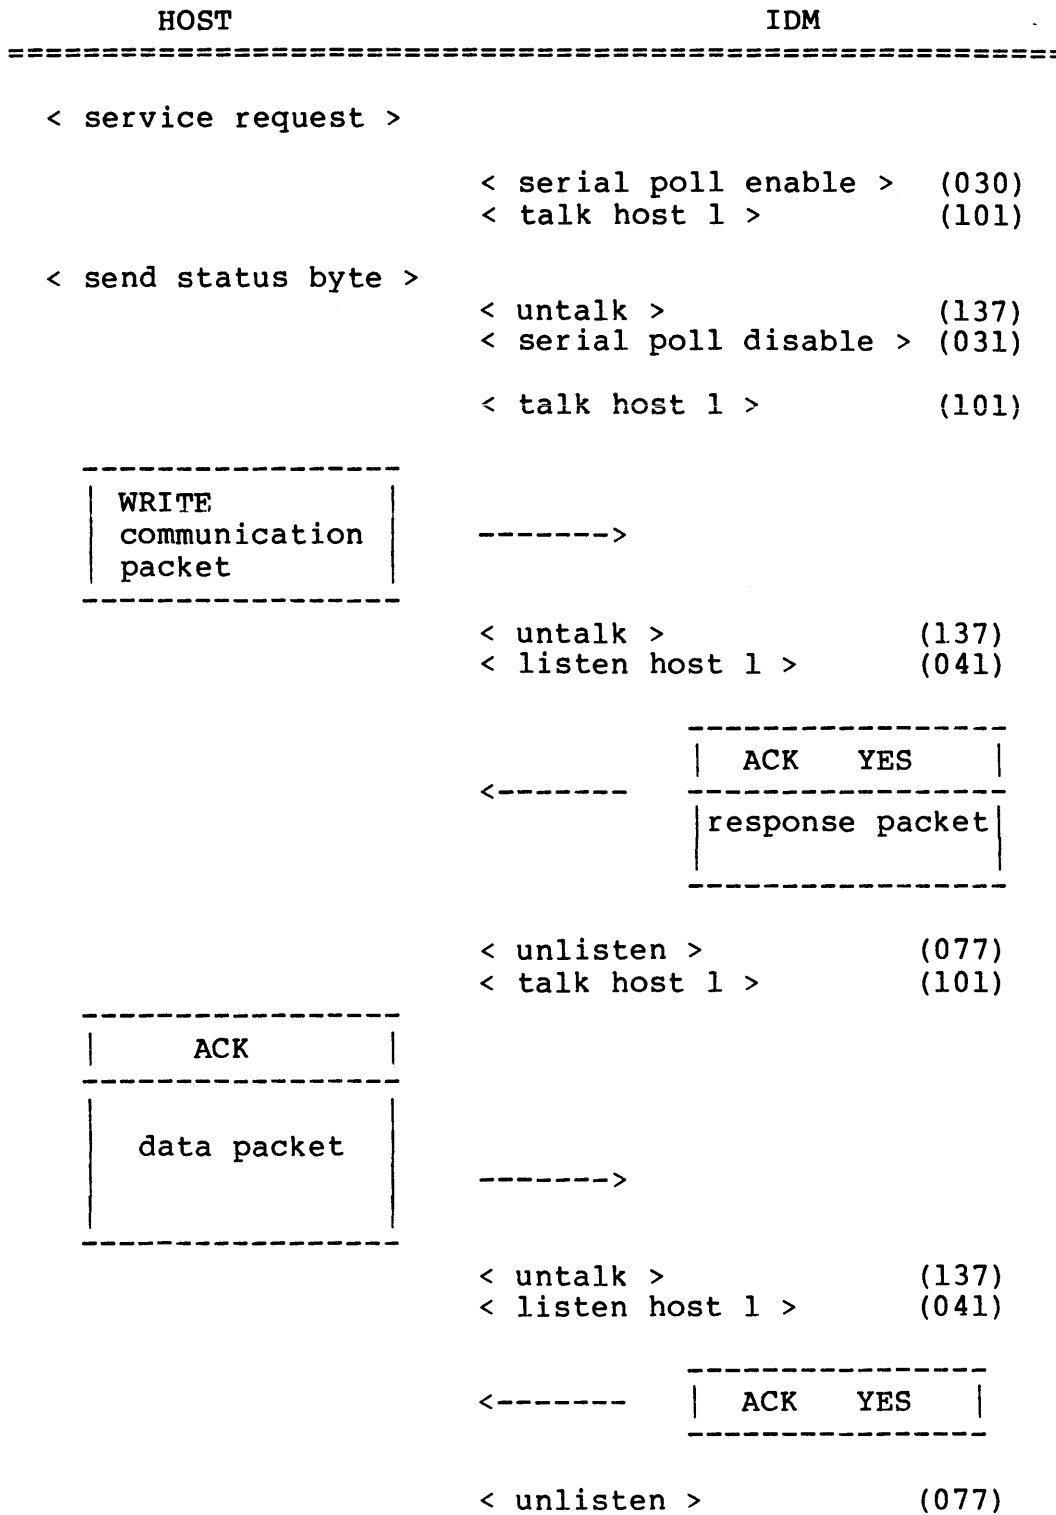 HOST IDM
============================================================
< service request >
< serial poll enable > (030)
< talk host 1 > (101)
< send status byte >
< untalk > (137)
< serial poll disable > (031)
< talk host 1 > (101)
WRITE
communication
packet
------->
< untalk > (137)
< listen host 1 > (041)
ACK YES
<-------
response packet
< unlisten > (077)
< talk host 1 > (101)
ACK
data packet
------->
< untalk > (137)
< listen host 1 > (041)
<------- ACK YES
< unlisten > (077)